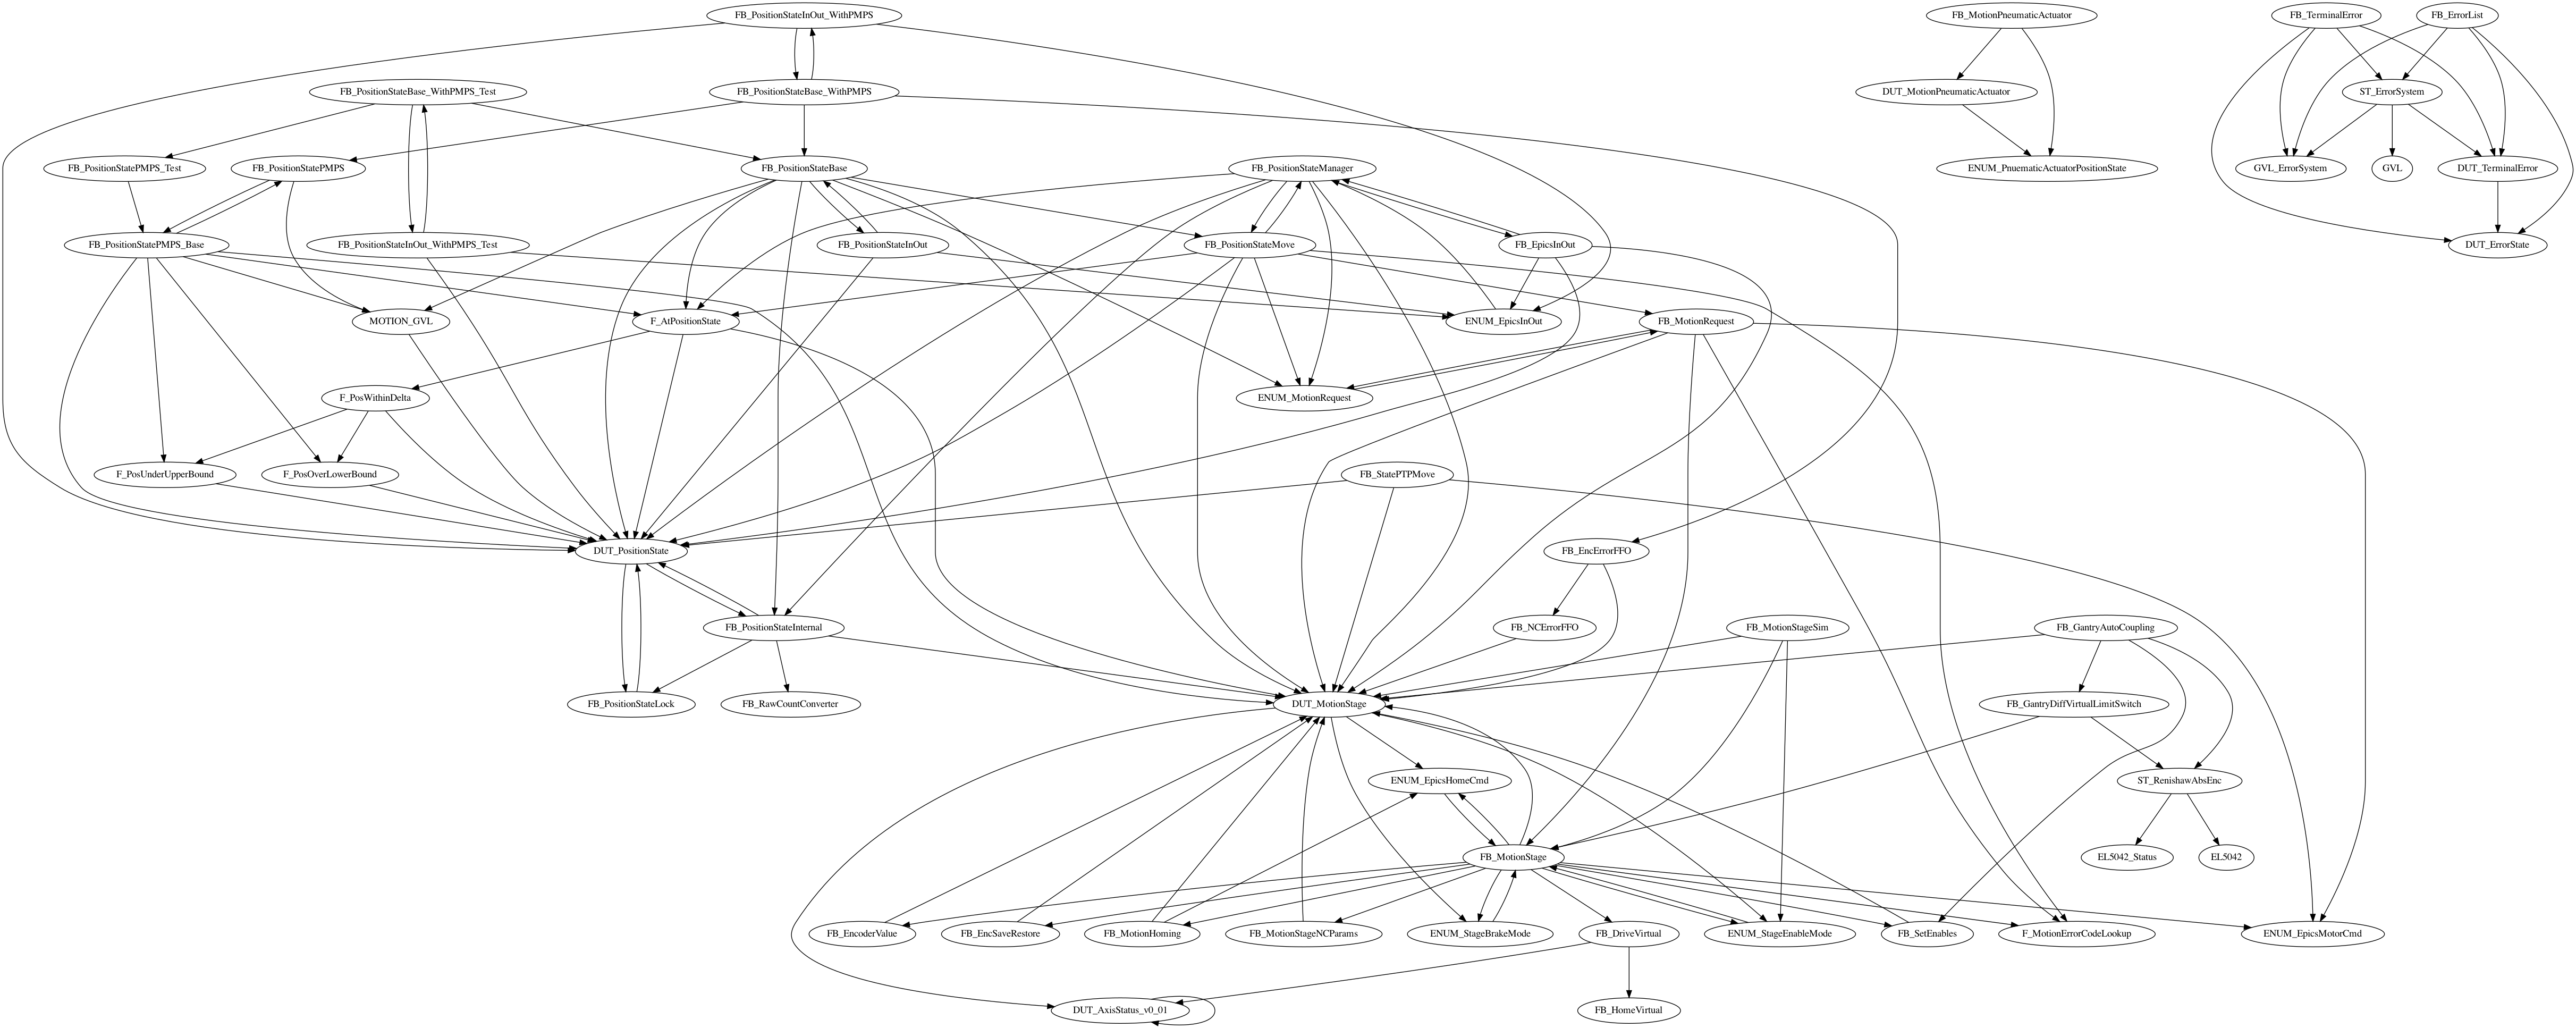 FB_PositionStateInOut_WithPMPS
FB_MotionPneumaticActuator
FB_TerminalError
FB_ErrorList
FB_PositionStateBase_WithPMPS_Test
FB_PositionStateBase_WithPMPS
DUT_MotionPneumaticActuator
ST_ErrorSystem
FB_PositionStatePMPS_Test
FB_PositionStatePMPS
FB_PositionStateBase
FB_PositionStateManager
ENUM_PnuematicActuatorPositionState
GVL_ErrorSystem
GVL
DUT_TerminalError
FB_PositionStatePMPS_Base
FB_PositionStateInOut_WithPMPS_Test
FB_PositionStateInOut
FB_PositionStateMove
FB_EpicsInOut
DUT_ErrorState
MOTION_GVL
F_AtPositionState
ENUM_EpicsInOut
FB_MotionRequest
F_PosWithinDelta
ENUM_MotionRequest
F_PosUnderUpperBound
F_PosOverLowerBound
FB_StatePTPMove
DUT_PositionState
FB_EncErrorFFO
FB_PositionStateInternal
FB_NCErrorFFO
FB_MotionStageSim
FB_GantryAutoCoupling
FB_PositionStateLock
FB_RawCountConverter
DUT_MotionStage
FB_GantryDiffVirtualLimitSwitch
ENUM_EpicsHomeCmd
ST_RenishawAbsEnc
FB_MotionStage
EL5042_Status
EL5042
FB_EncoderValue
FB_EncSaveRestore
FB_MotionHoming
FB_MotionStageNCParams
ENUM_StageBrakeMode
FB_DriveVirtual
ENUM_StageEnableMode
FB_SetEnables
F_MotionErrorCodeLookup
ENUM_EpicsMotorCmd
DUT_AxisStatus_v0_01
FB_HomeVirtual